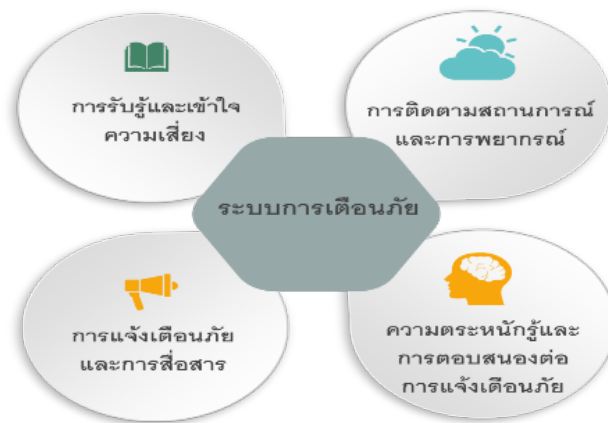 การรับรู้และเข้าใจ
ความเสี่ยง
การติดตามสถานการณ์
และการพยากรณ์
ระบบการเตือนภัย
การแจ้งเตือนภัย
และการสื่อสาร
ความตระหนักรู้และ
การตอบสนองต่อ
การแจ้งเตือนภัย